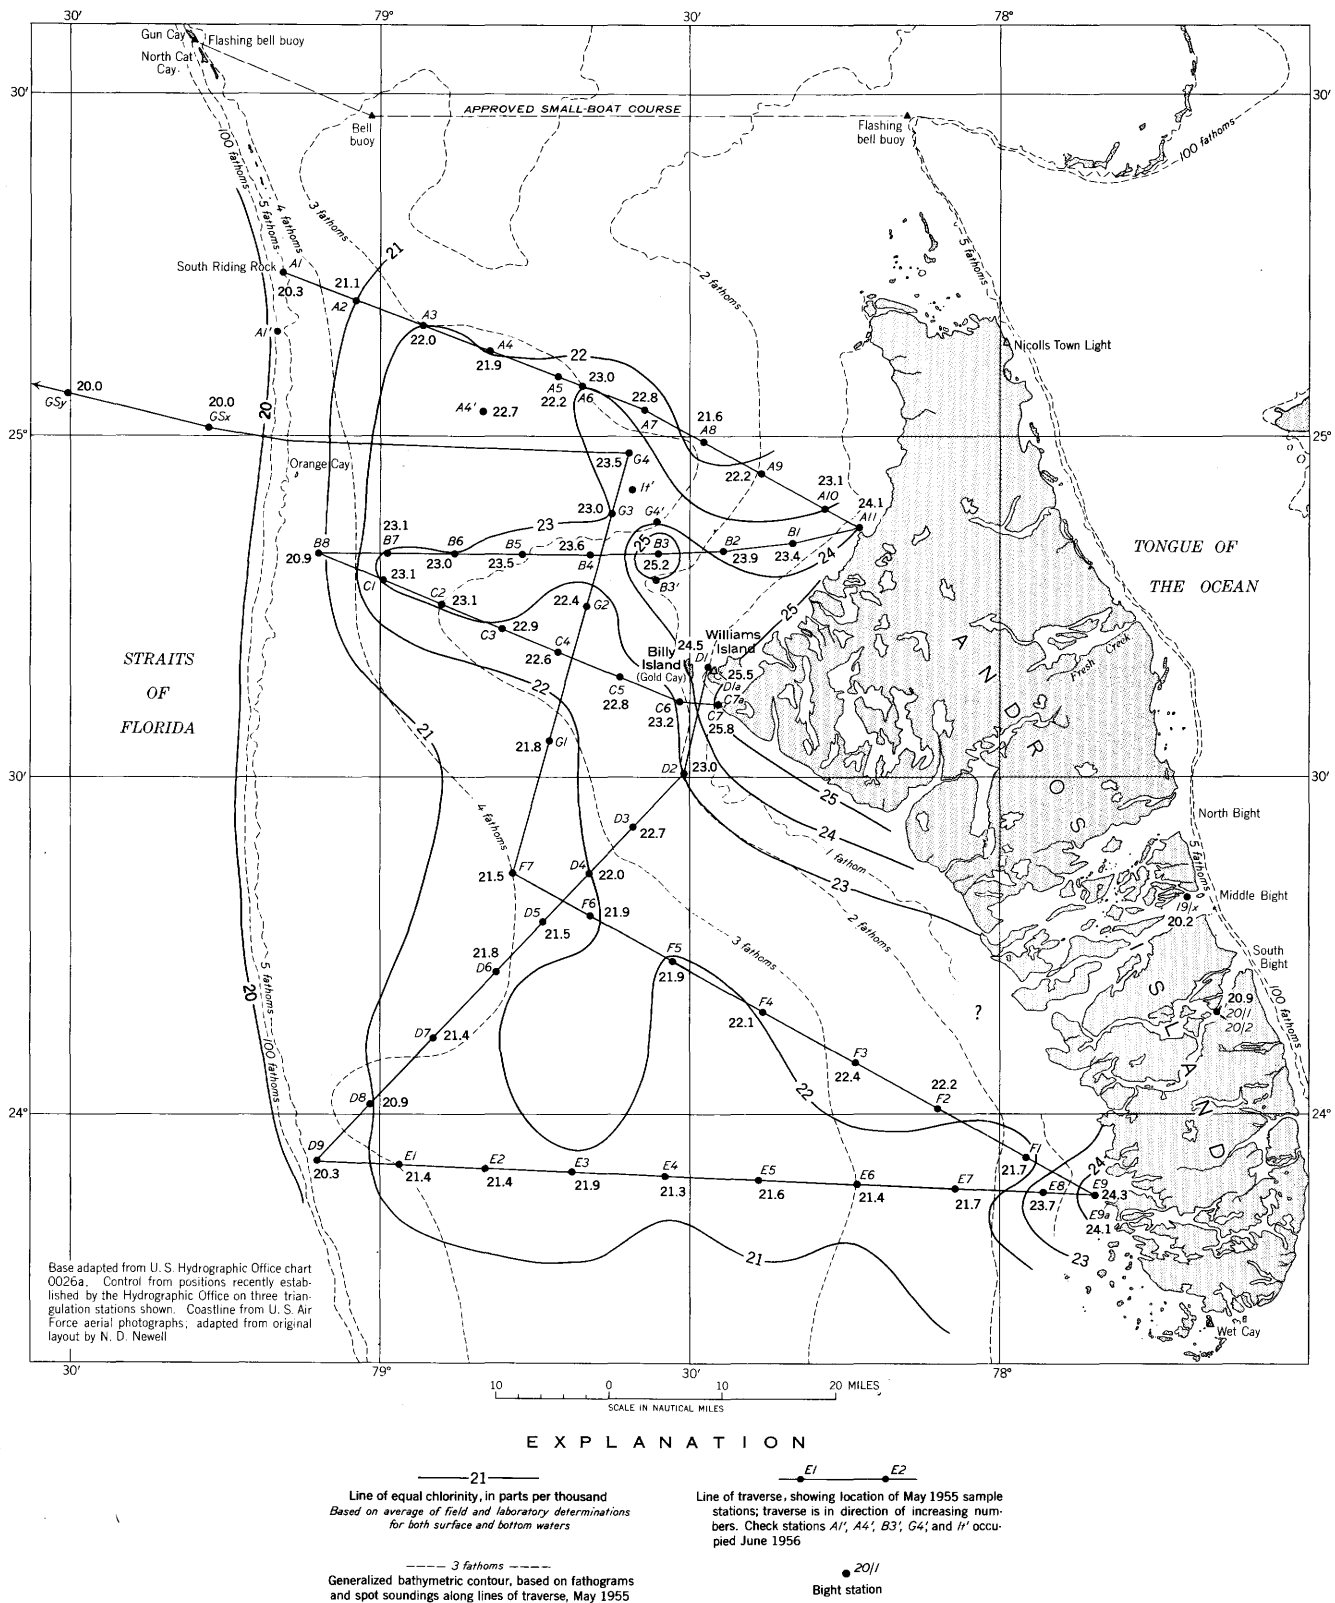 30′ 79° 30′ 78°
Gun Cay
Flashing bell buoy
North Cat
Cay
30′
30′
APPROVED SMALL-BOAT COURSE
Bell
buoy
Flashing
bell buoy
100 fathoms
100 fathoms
5 fathoms
4 fathoms
3 fathoms
2 fathoms
5 fathoms
21
South Riding Rock
A1
20.3
21.1
A2
A1′
A3
22.0
A4
21.9
22
Nicolls Town Light
A5
22.2
23.0
A6
22.8
A7
A4′
22.7
21.6
A8
20.0
GSy
20.0
GSx
20
25°
25°
Orange Cay
23.5
G4
It′
22.2
A9
23.1
A10
24.1
A11
23.0
G3
G4′
23
25
23.1
B8
20.9
B7
B6
23.0
B5
23.5
23.6
B4
B3
25.2
B2
23.9
B1
23.4
24
B3′
TONGUE OF
THE OCEAN
C1
23.1
C2
23.1
22.4
G2
25
C3
22.9
C4
22.6
24.5
Williams
Island
Billy
Island
(Gold Cay)
D1
25.5
D1a
C7a
C5
22.8
C6
23.2
C7
25.8
Fresh Creek
ANDROS ISLAND
STRAITS
OF
FLORIDA
22
21
21.8
G1
D2
23.0
30′
30′
25
24
23
1 fathom
2 fathoms
4 fathoms
D3
22.7
North Bight
5 fathoms
21.5
F7
D4
22.0
F6
21.9
D5
21.5
Middle Bight
19/x
20.2
21.8
D6
3 fathoms
F5
21.9
South
Bight
20
5 fathoms
100 fathoms
F4
22.1
?
20.9
20/1
20/2
100 fathoms
D7
21.4
F3
22.4
22
22.2
F2
D8
20.9
24°
24°
D9
20.3
E1
21.4
E2
21.4
E3
21.9
E4
21.3
E5
21.6
E6
21.4
E7
21.7
F1
21.7
E8
23.7
24
E9
24.3
E9a
24.1
21
23
Wet Cay
Base adapted from U. S. Hydrographic Office chart
0026a. Control from positions recently estab-
lished by the Hydrographic Office on three trian-
gulation stations shown. Coastline from U. S. Air
Force aerial photographs; adapted from original
layout by N. D. Newell
30′ 79° 30′ 78°
10 0 10 20 MILES
SCALE IN NAUTICAL MILES
EXPLANATION
21
Line of equal chlorinity, in parts per thousand
Based on average of field and laboratory determinations
for both surface and bottom waters
3 fathoms
Generalized bathymetric contour, based on fathograms
and spot soundings along lines of traverse, May 1955
E1 E2
Line of traverse, showing location of May 1955 sample
stations; traverse is in direction of increasing num-
bers. Check stations A1′, A4′, B3′, G4′, and It′ occu-
pied June 1956
20/1
Bight station